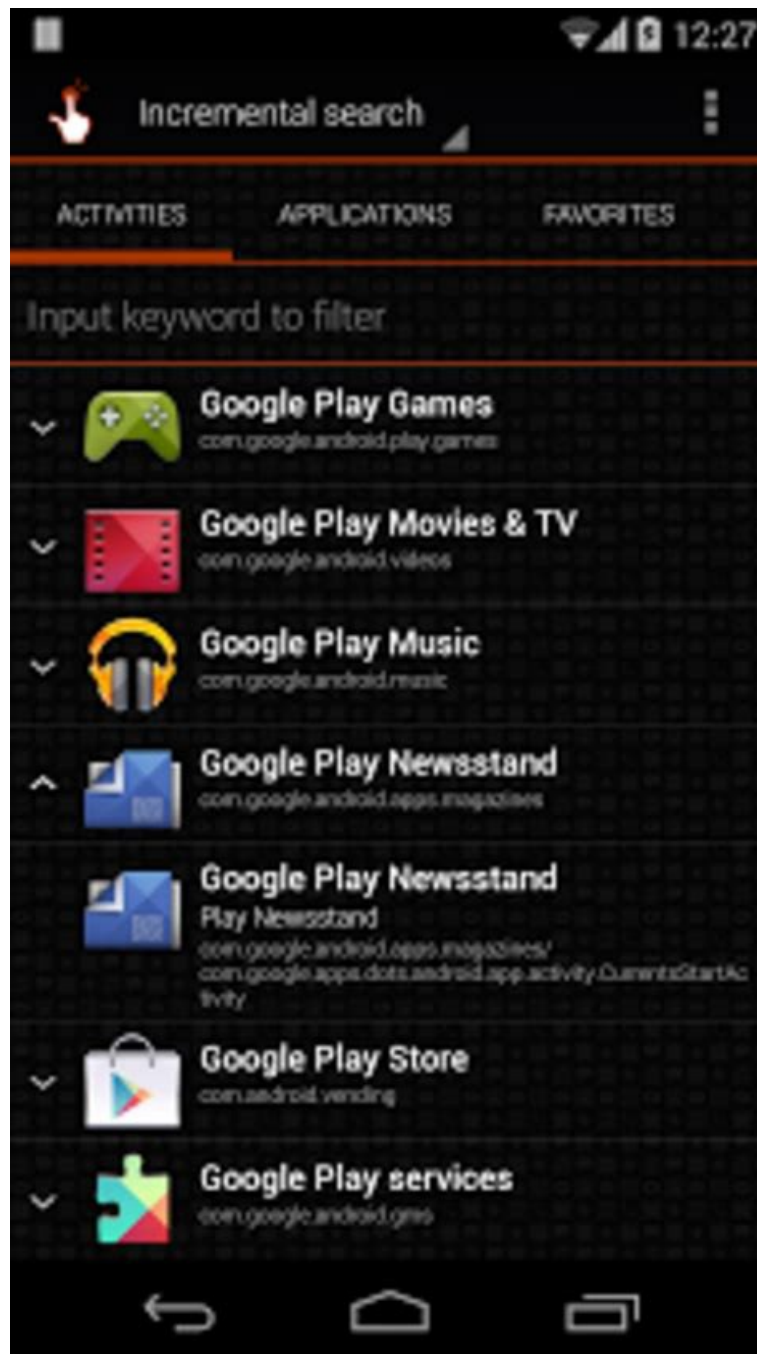 12:27
Incremental search
ACTIVITIES APPLICATIONS FAVORITES
Input keyword to filter
Google Play Games
com.google.android.play.games
Google Play Movies & TV
com.google.android.videos
Google Play Music
com.google.android.music
Google Play Newsstand
com.google.android.apps.magazines
Google Play Newsstand
Play Newsstand
com.google.android.apps.magazines/
com.google.apps.dots.android.app.activity.CurrentsStartAc
tivity
Google Play Store
com.android.vending
Google Play services
com.google.android.gms